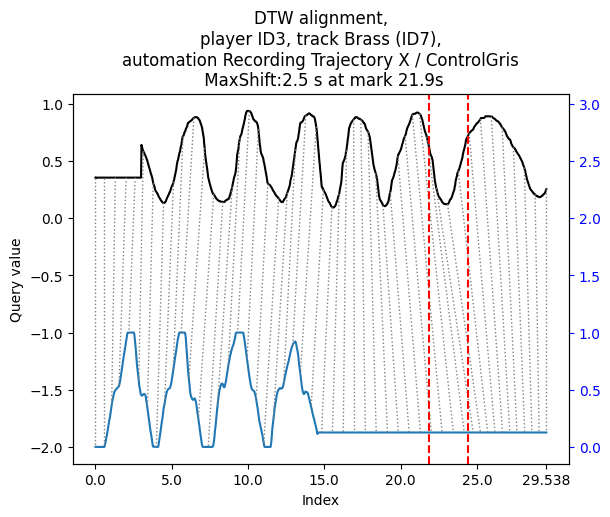 DTW alignment,
player ID3, track Brass (ID7),
automation Recording Trajectory X / ControlGris
MaxShift:2.5 s at mark 21.9s
1.0
0.5
0.0
−0.5
−1.0
−1.5
−2.0
Query value
3.0
2.5
2.0
1.5
1.0
0.5
0.0
0.0 5.0 10.0 15.0 20.0 25.0 29.538
Index